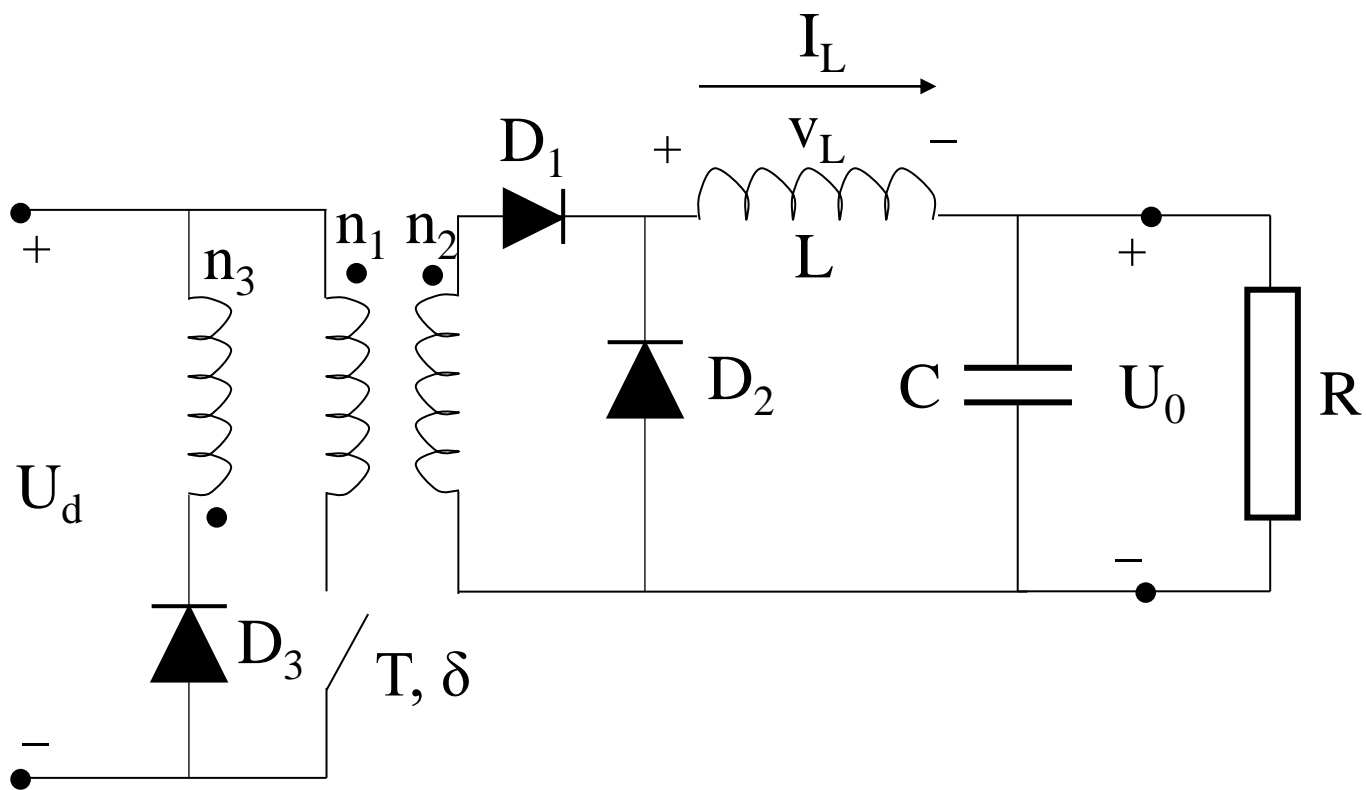 I_L
v_L
+ −
D_1
L
n_1 n_2
n_3
+
+
D_2
C
U_0
R
U_d
−
D_3
T, δ
−